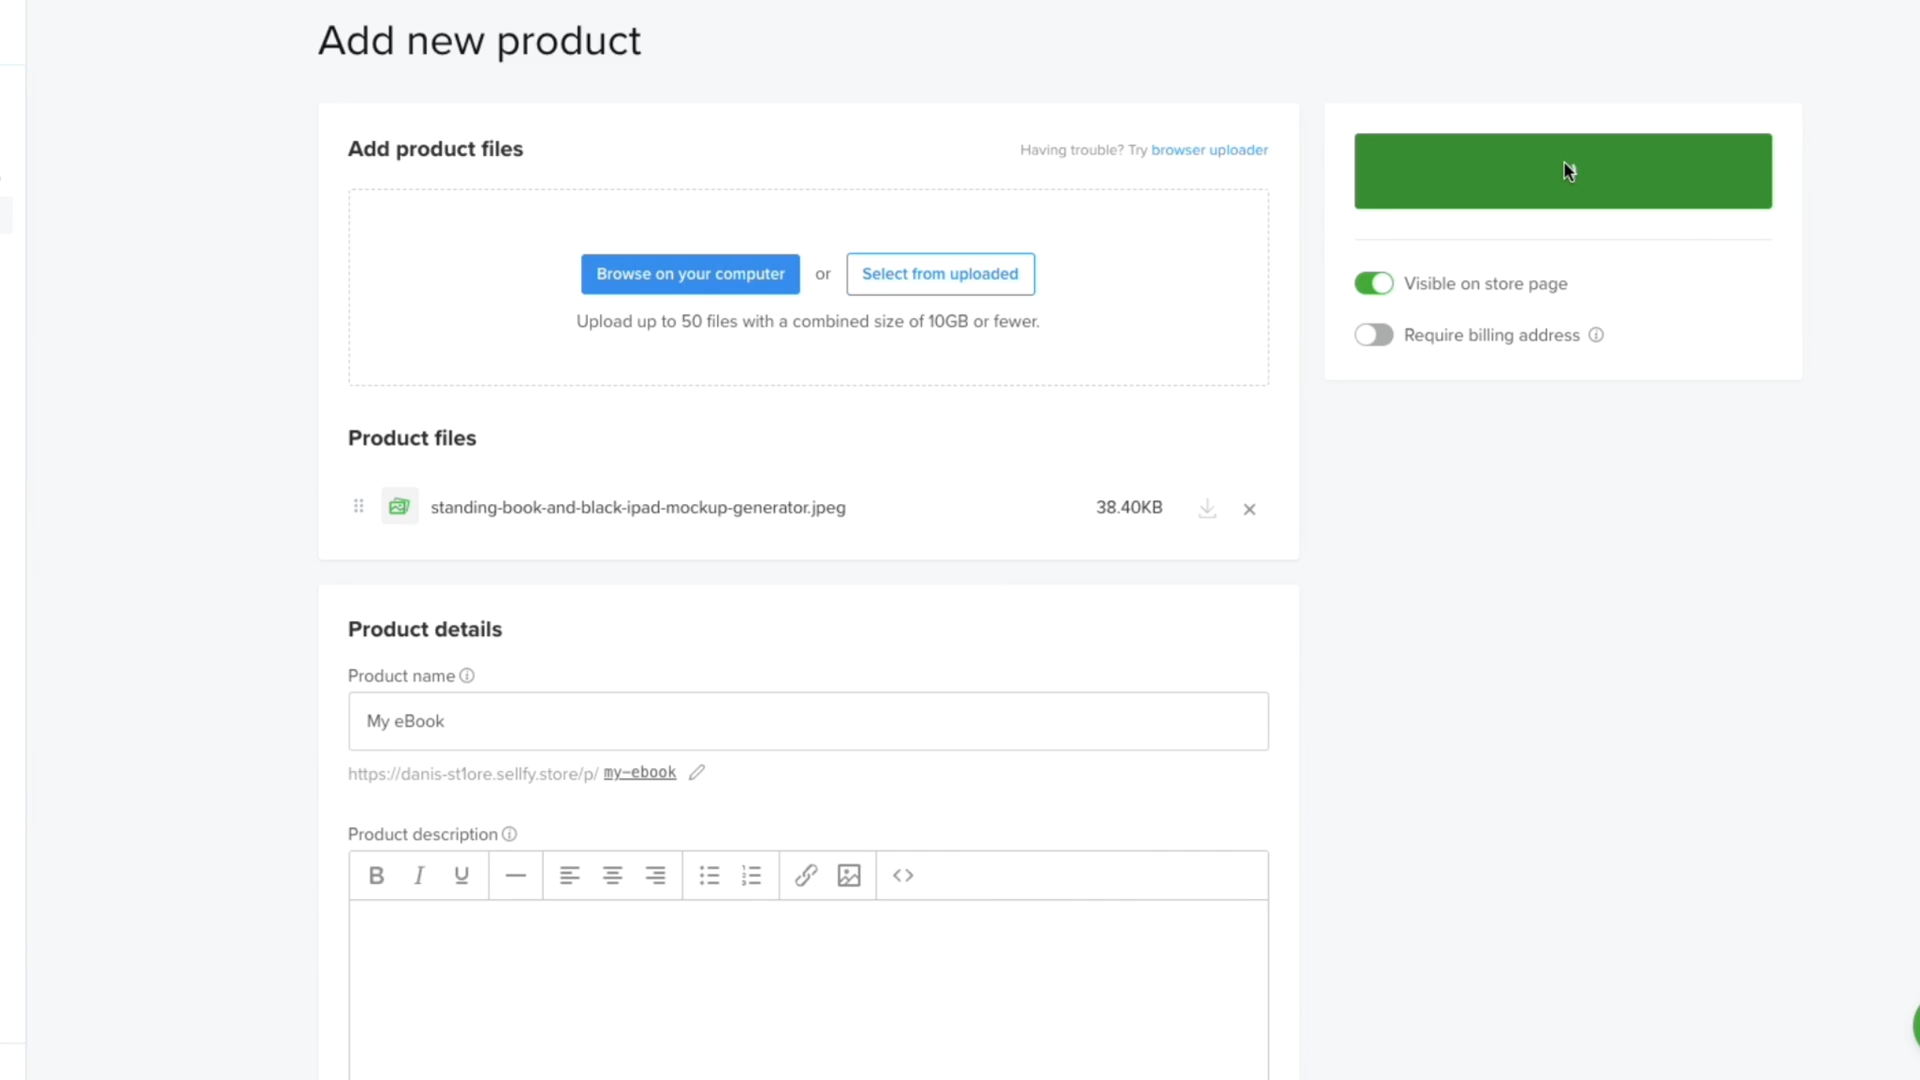 Add new product
Add product files
Having trouble? Try browser uploader
Browse on your computer or Select from uploaded
Upload up to 50 files with a combined size of 10GB or fewer.
Visible on store page
Require billing address
Product files
standing-book-and-black-ipad-mockup-generator.jpeg 38.40KB
Product details
Product name
My eBook
https://danis-st1ore.sellfy.store/p/ my-ebook
Product description
B I U